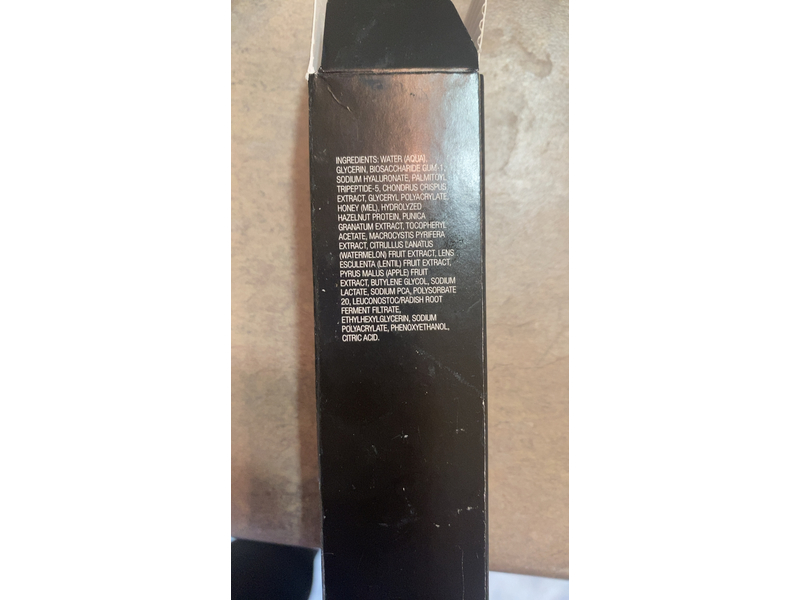 INGREDIENTS: WATER (AQUA),
GLYCERIN, BIOSACCHARIDE GUM-1,
SODIUM HYALURONATE, PALMITOYL
TRIPEPTIDE-5, CHONDRUS CRISPUS
EXTRACT, GLYCERYL POLYACRYLATE,
HONEY (MEL), HYDROLYZED
HAZELNUT PROTEIN, PUNICA
GRANATUM EXTRACT, TOCOPHERYL
ACETATE, MACROCYSTIS PYRIFERA
EXTRACT, CITRULLUS LANATUS
(WATERMELON) FRUIT EXTRACT, LENS
ESCULENTA (LENTIL) FRUIT EXTRACT,
PYRUS MALUS (APPLE) FRUIT
EXTRACT, BUTYLENE GLYCOL, SODIUM
LACTATE, SODIUM PCA, POLYSORBATE
20, LEUCONOSTOC/RADISH ROOT
FERMENT FILTRATE,
ETHYLHEXYLGLYCERIN, SODIUM
POLYACRYLATE, PHENOXYETHANOL,
CITRIC ACID.